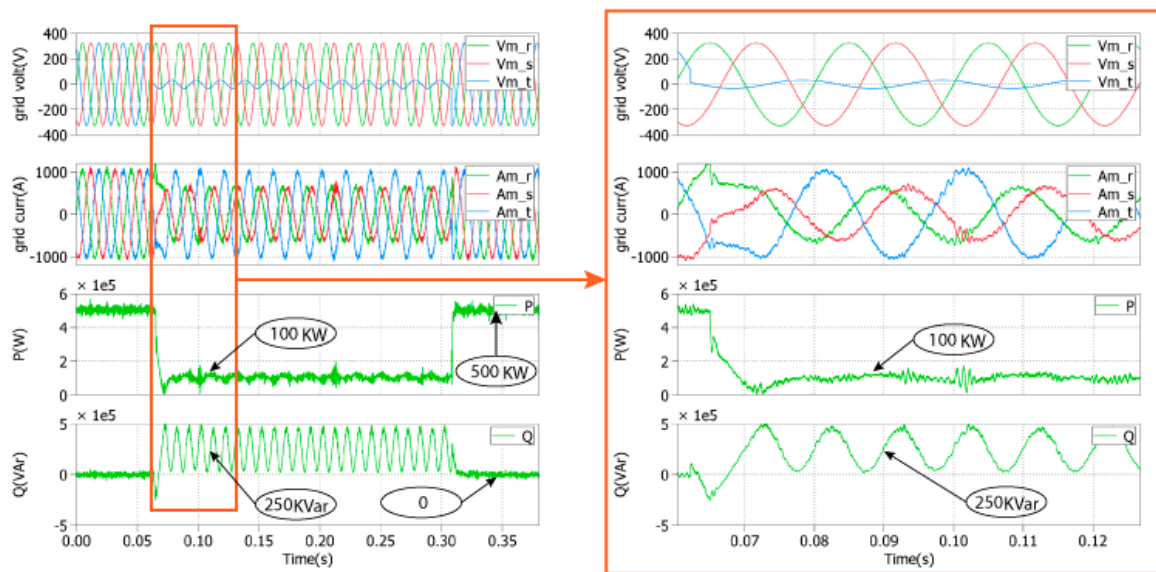 400
200
0
-200
-400
grid volt(V)
Vm_r
Vm_s
Vm_t
1000
0
-1000
grid curr(A)
Am_r
Am_s
Am_t
× 1e5
6
4
2
0
P(W)
P
100 KW
500 KW
× 1e5
5
0
-5
Q(VAr)
Q
250KVar
0
0.00 0.05 0.10 0.15 0.20 0.25 0.30 0.35
Time(s)
400
200
0
-200
-400
grid volt(V)
Vm_r
Vm_s
Vm_t
1000
0
-1000
grid curr(A)
Am_r
Am_s
Am_t
× 1e5
6
4
2
0
P(W)
P
100 KW
× 1e5
5
0
-5
Q(VAr)
Q
250KVar
0.07 0.08 0.09 0.10 0.11 0.12
Time(s)